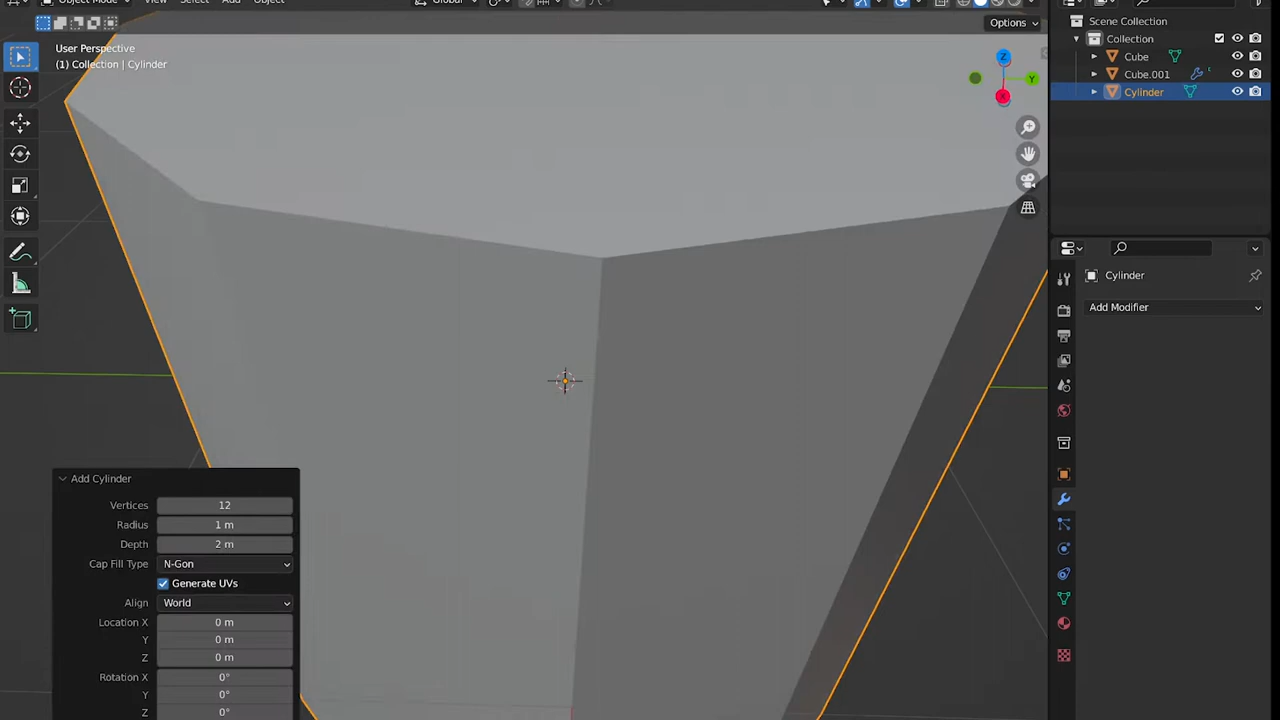 Object Mode View Select Add Object Global
Options
User Perspective
(1) Collection | Cylinder
Z
Y
X
Scene Collection
Collection
Cube
Cube.001
Cylinder
Cylinder
Add Modifier
Add Cylinder
Vertices 12
Radius 1 m
Depth 2 m
Cap Fill Type N-Gon
Generate UVs
Align World
Location X 0 m
Y 0 m
Z 0 m
Rotation X 0°
Y 0°
Z 0°